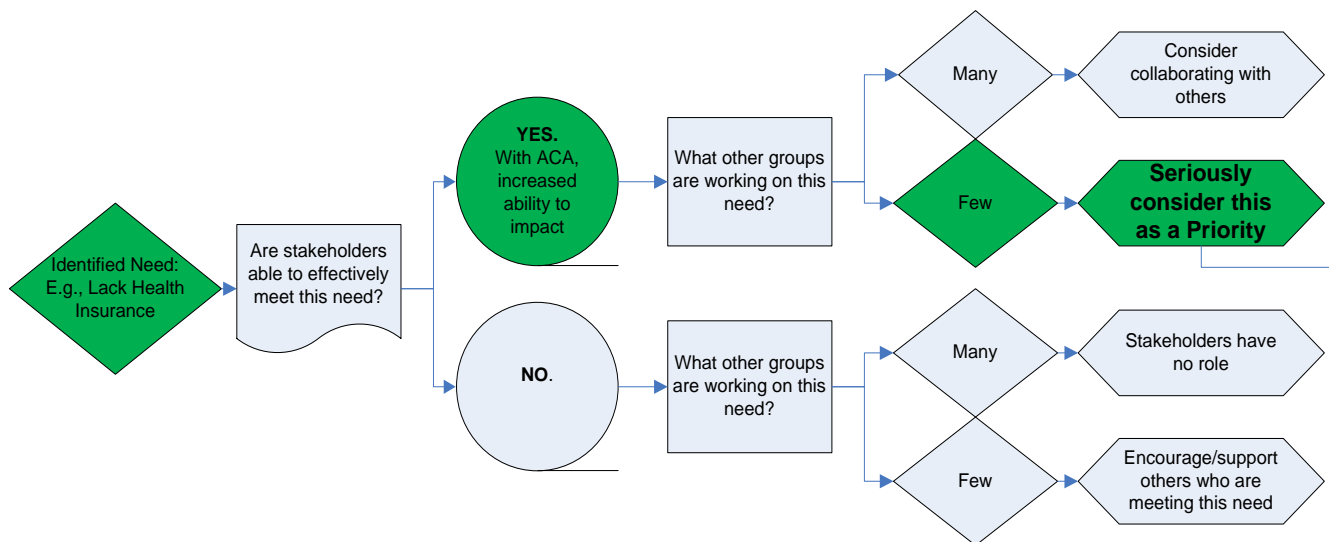 Identified Need:
E.g., Lack Health
Insurance
Are stakeholders
able to effectively
meet this need?
YES.
With ACA,
increased
ability to
impact
What other groups
are working on this
need?
Many
Consider
collaborating with
others
Few
Seriously
consider this
as a Priority
NO.
What other groups
are working on this
need?
Many
Stakeholders have
no role
Few
Encourage/support
others who are
meeting this need